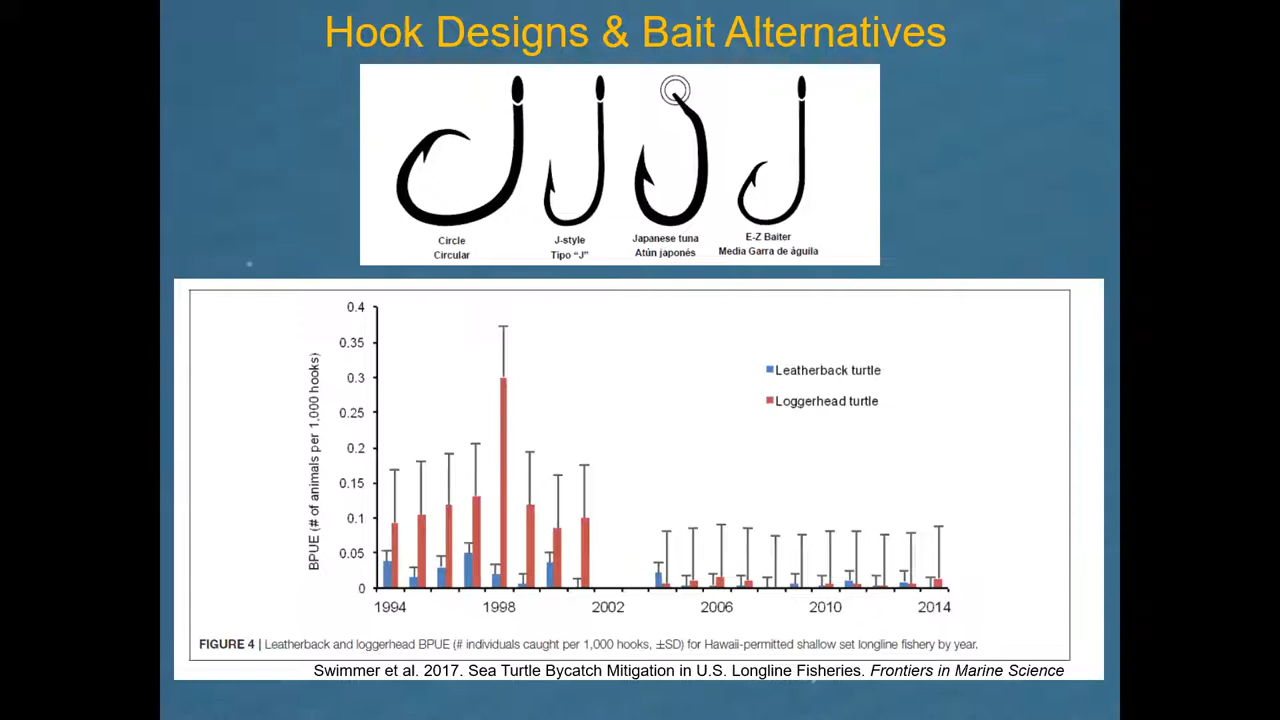 Hook Designs & Bait Alternatives
Circle
Circular
J-style
Tipo “J”
Japanese tuna
Atún japonés
E-Z Baiter
Media Garra de águila
BPUE (# of animals per 1,000 hooks)
0.4
0.35
0.3
0.25
0.2
0.15
0.1
0.05
0
Leatherback turtle
Loggerhead turtle
1994 1998 2002 2006 2010 2014
FIGURE 4 | Leatherback and loggerhead BPUE (# individuals caught per 1,000 hooks, ±SD) for Hawaii-permitted shallow set longline fishery by year.
Swimmer et al. 2017. Sea Turtle Bycatch Mitigation in U.S. Longline Fisheries. Frontiers in Marine Science